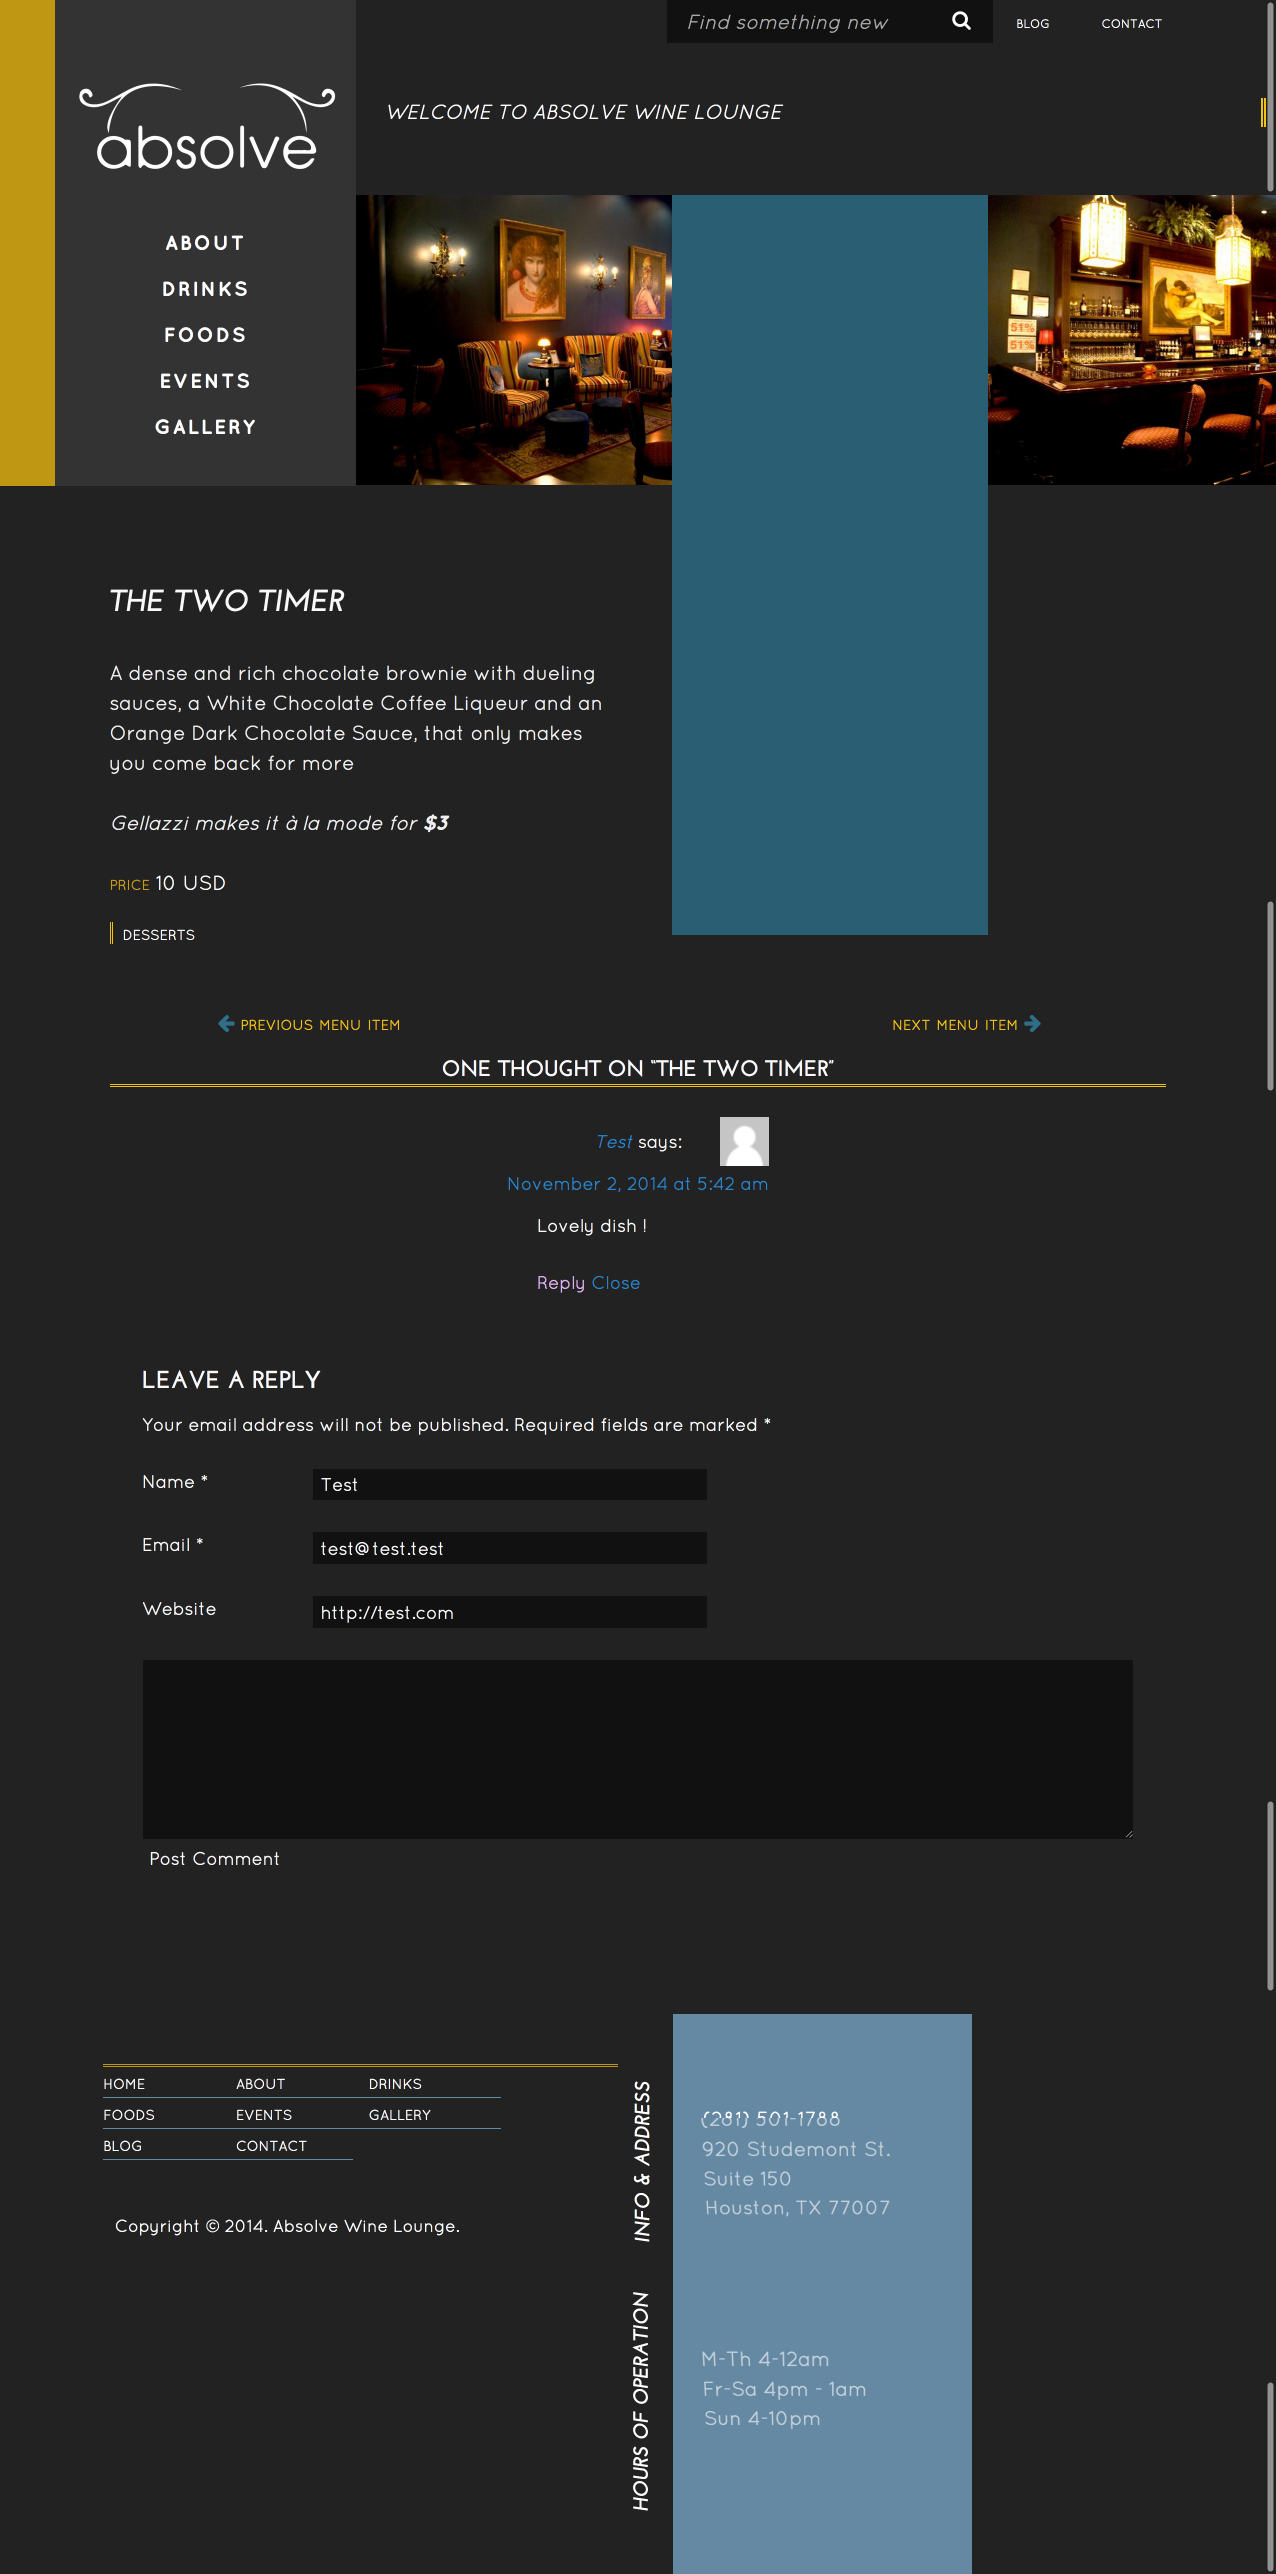 Find something new
BLOG
CONTACT
absolve
WELCOME TO ABSOLVE WINE LOUNGE
ABOUT
DRINKS
FOODS
EVENTS
GALLERY
51%
51%
THE TWO TIMER
A dense and rich chocolate brownie with dueling
sauces, a White Chocolate Coffee Liqueur and an
Orange Dark Chocolate Sauce, that only makes
you come back for more
Gellazzi makes it à la mode for $3
PRICE 10 USD
DESSERTS
PREVIOUS MENU ITEM
NEXT MENU ITEM
ONE THOUGHT ON “THE TWO TIMER”
Test says:
November 2, 2014 at 5:42 am
Lovely dish !
Reply Close
LEAVE A REPLY
Your email address will not be published. Required fields are marked *
Name *
Test
Email *
test@test.test
Website
http://test.com
Post Comment
HOME ABOUT DRINKS
FOODS EVENTS GALLERY
BLOG CONTACT
Copyright © 2014. Absolve Wine Lounge.
INFO & ADDRESS
(281) 501-1788
920 Studemont St.
Suite 150
Houston, TX 77007
HOURS OF OPERATION
M-Th 4-12am
Fr-Sa 4pm - 1am
Sun 4-10pm